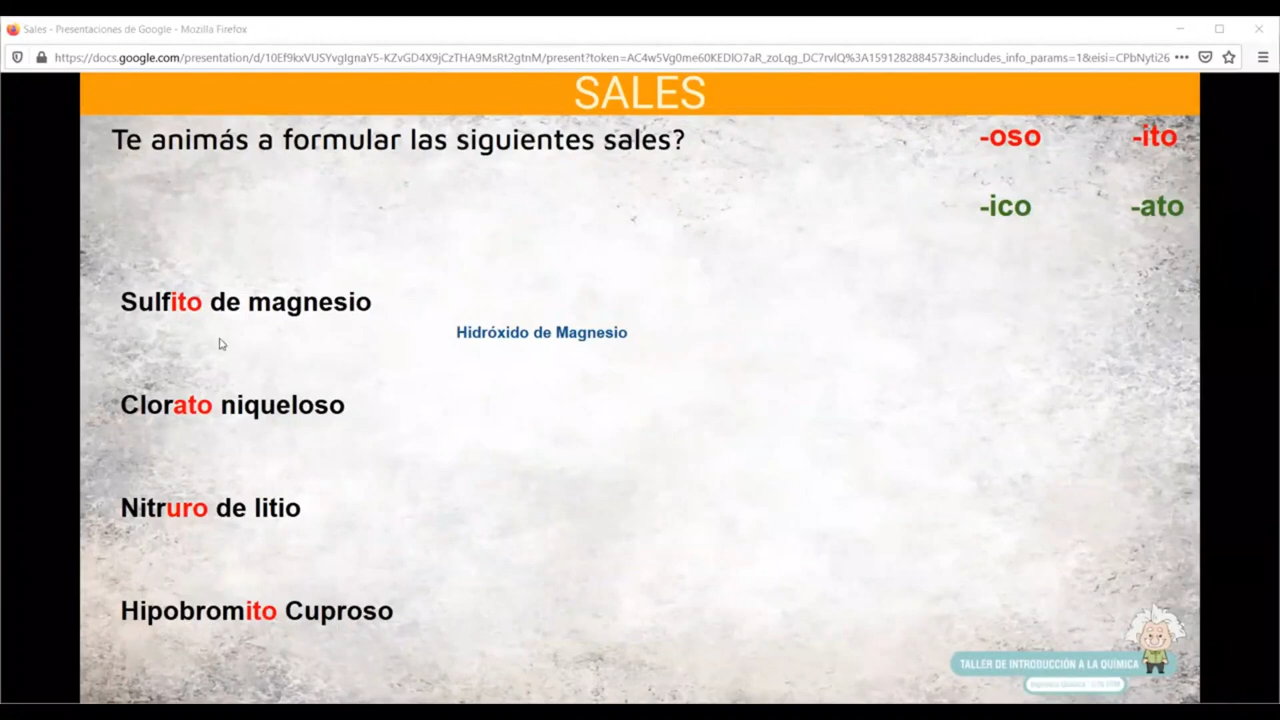 Sales - Presentaciones de Google - Mozilla Firefox
https://docs.google.com/presentation/d/10Ef9kxVUSYvgIgnaY5-KZvGD4X9jCzTHA9MsRt2gtnM/present?token=AC4w5Vg0me60KEDIO7aR_zoLqg_DC7rvlQ%3A1591282884573&includes_info_params=1&eisi=CPbNyti26
SALES
Te animás a formular las siguientes sales?
-oso -ito
-ico -ato
Sulfito de magnesio
Hidróxido de Magnesio
Clorato niqueloso
Nitruro de litio
Hipobromito Cuproso
TALLER DE INTRODUCCIÓN A LA QUÍMICA